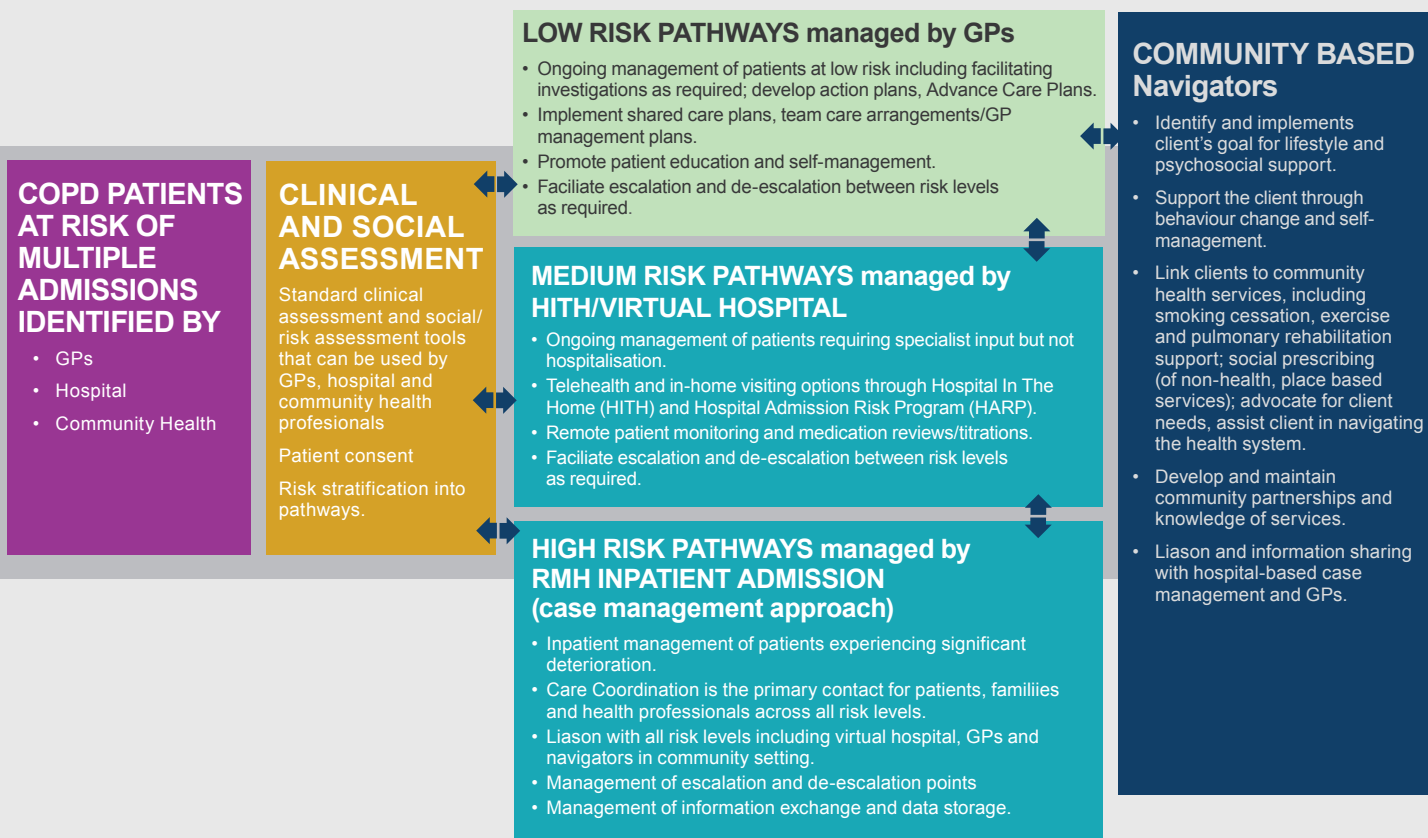 COPD PATIENTS
AT RISK OF
MULTIPLE
ADMISSIONS
IDENTIFIED BY
• GPs
• Hospital
• Community Health
CLINICAL
AND SOCIAL
ASSESSMENT
Standard clinical
assessment and social/
risk assessment tools
that can be used by
GPs, hospital and
community health
profesionals
Patient consent
Risk stratification into
pathways.
LOW RISK PATHWAYS managed by GPs
• Ongoing management of patients at low risk including facilitating
investigations as required; develop action plans, Advance Care Plans.
• Implement shared care plans, team care arrangements/GP
management plans.
• Promote patient education and self-management.
• Faciliate escalation and de-escalation between risk levels
as required.
MEDIUM RISK PATHWAYS managed by
HITH/VIRTUAL HOSPITAL
• Ongoing management of patients requiring specialist input but not
hospitalisation.
• Telehealth and in-home visiting options through Hospital In The
Home (HITH) and Hospital Admission Risk Program (HARP).
• Remote patient monitoring and medication reviews/titrations.
• Faciliate escalation and de-escalation between risk levels
as required.
HIGH RISK PATHWAYS managed by
RMH INPATIENT ADMISSION
(case management approach)
• Inpatient management of patients experiencing significant
deterioration.
• Care Coordination is the primary contact for patients, familiies
and health professionals across all risk levels.
• Liason with all risk levels including virtual hospital, GPs and
navigators in community setting.
• Management of escalation and de-escalation points
• Management of information exchange and data storage.
COMMUNITY BASED
Navigators
• Identify and implements
client's goal for lifestyle and
psychosocial support.
• Support the client through
behaviour change and self-
management.
• Link clients to community
health services, including
smoking cessation, exercise
and pulmonary rehabilitation
support; social prescribing
(of non-health, place based
services); advocate for client
needs, assist client in navigating
the health system.
• Develop and maintain
community partnerships and
knowledge of services.
• Liason and information sharing
with hospital-based case
management and GPs.